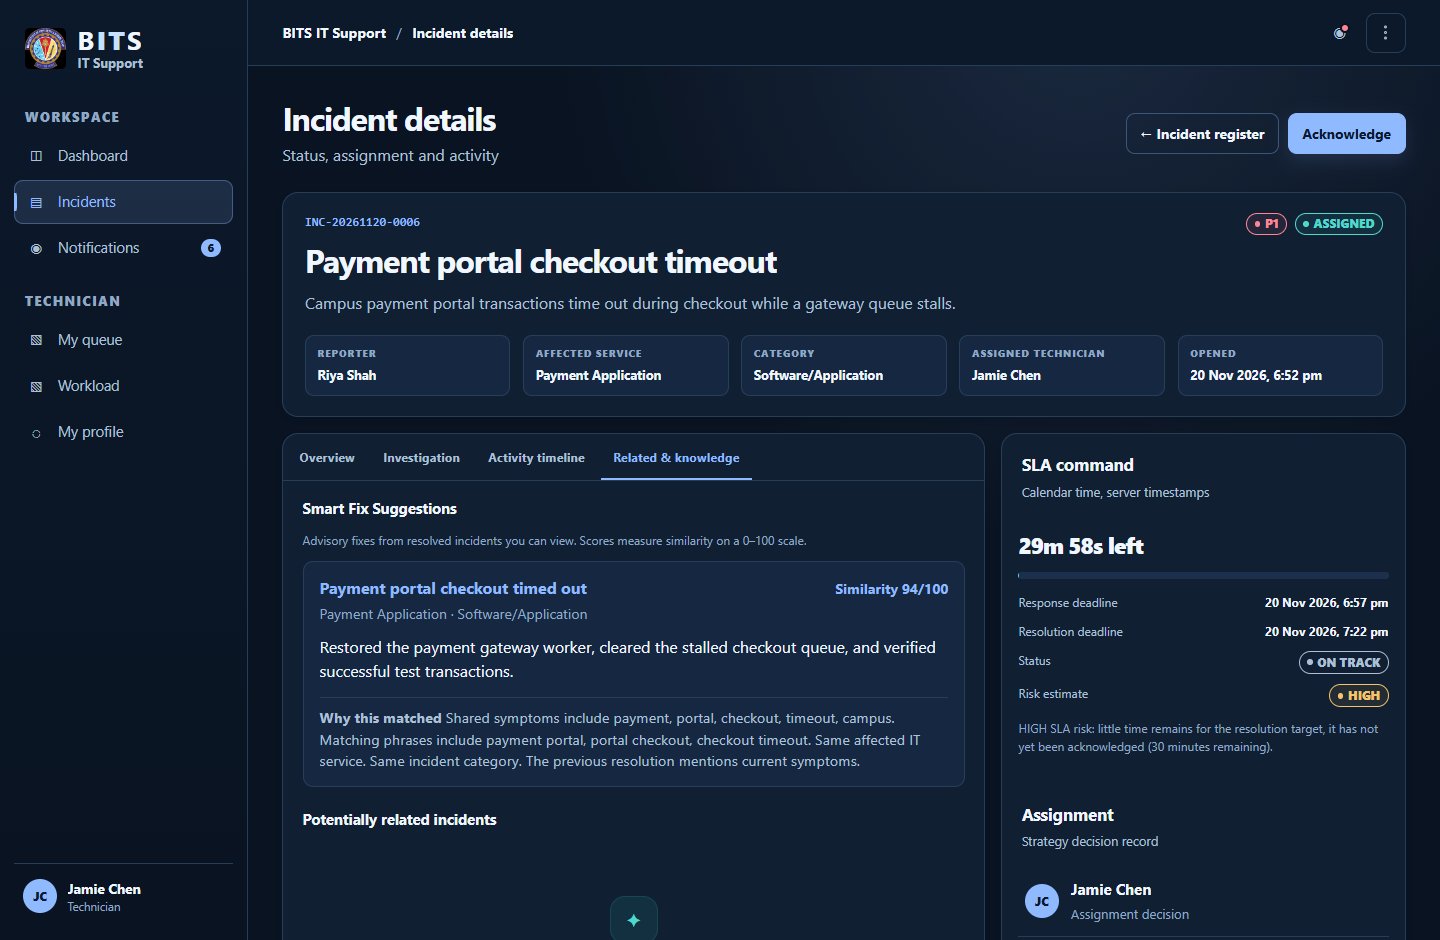 BITS
IT Support
WORKSPACE
Dashboard
Incidents
Notifications
6
TECHNICIAN
My queue
Workload
My profile
JC
Jamie Chen
Technician
BITS IT Support / Incident details
Incident details
Status, assignment and activity
← Incident register
Acknowledge
INC-20261120-0006
P1
ASSIGNED
Payment portal checkout timeout
Campus payment portal transactions time out during checkout while a gateway queue stalls.
REPORTER
Riya Shah
AFFECTED SERVICE
Payment Application
CATEGORY
Software/Application
ASSIGNED TECHNICIAN
Jamie Chen
OPENED
20 Nov 2026, 6:52 pm
Overview
Investigation
Activity timeline
Related & knowledge
Smart Fix Suggestions
Advisory fixes from resolved incidents you can view. Scores measure similarity on a 0–100 scale.
Payment portal checkout timed out
Similarity 94/100
Payment Application · Software/Application
Restored the payment gateway worker, cleared the stalled checkout queue, and verified
successful test transactions.
Why this matched Shared symptoms include payment, portal, checkout, timeout, campus.
Matching phrases include payment portal, portal checkout, checkout timeout. Same affected IT
service. Same incident category. The previous resolution mentions current symptoms.
Potentially related incidents
SLA command
Calendar time, server timestamps
29m 58s left
Response deadline
20 Nov 2026, 6:57 pm
Resolution deadline
20 Nov 2026, 7:22 pm
Status
ON TRACK
Risk estimate
HIGH
HIGH SLA risk: little time remains for the resolution target, it has not
yet been acknowledged (30 minutes remaining).
Assignment
Strategy decision record
JC
Jamie Chen
Assignment decision